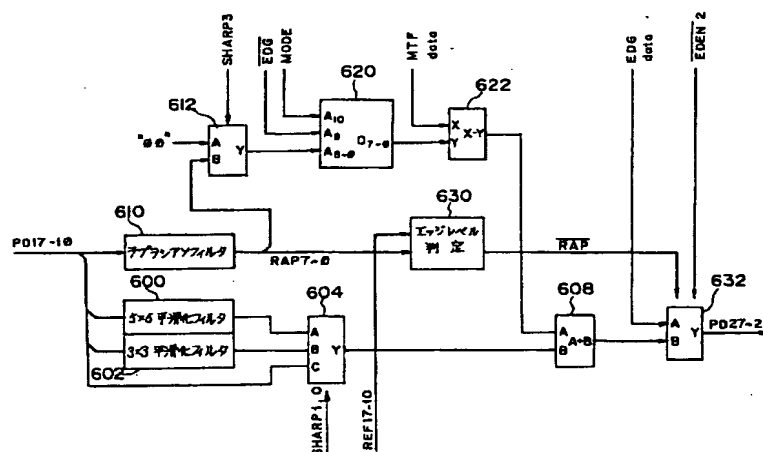 SHARP3
EDG
MODE
MTF
data
EDG
data
EDEN 2
612
620
622
"00"
A
B
Y
A10
A9
A8-0
D7-0
X
Y
X-Y
630
610
PD17-10
ラプラシアンフィルタ
RAP7-0
エッジレベル
判定
RAP
632
600
604
608
5×5 平滑化フィルタ
3×3 平滑化フィルタ
602
A
B
C
Y
A
B
A+B
A
B
Y
PD27-2
SHARP1,0
REF17-10